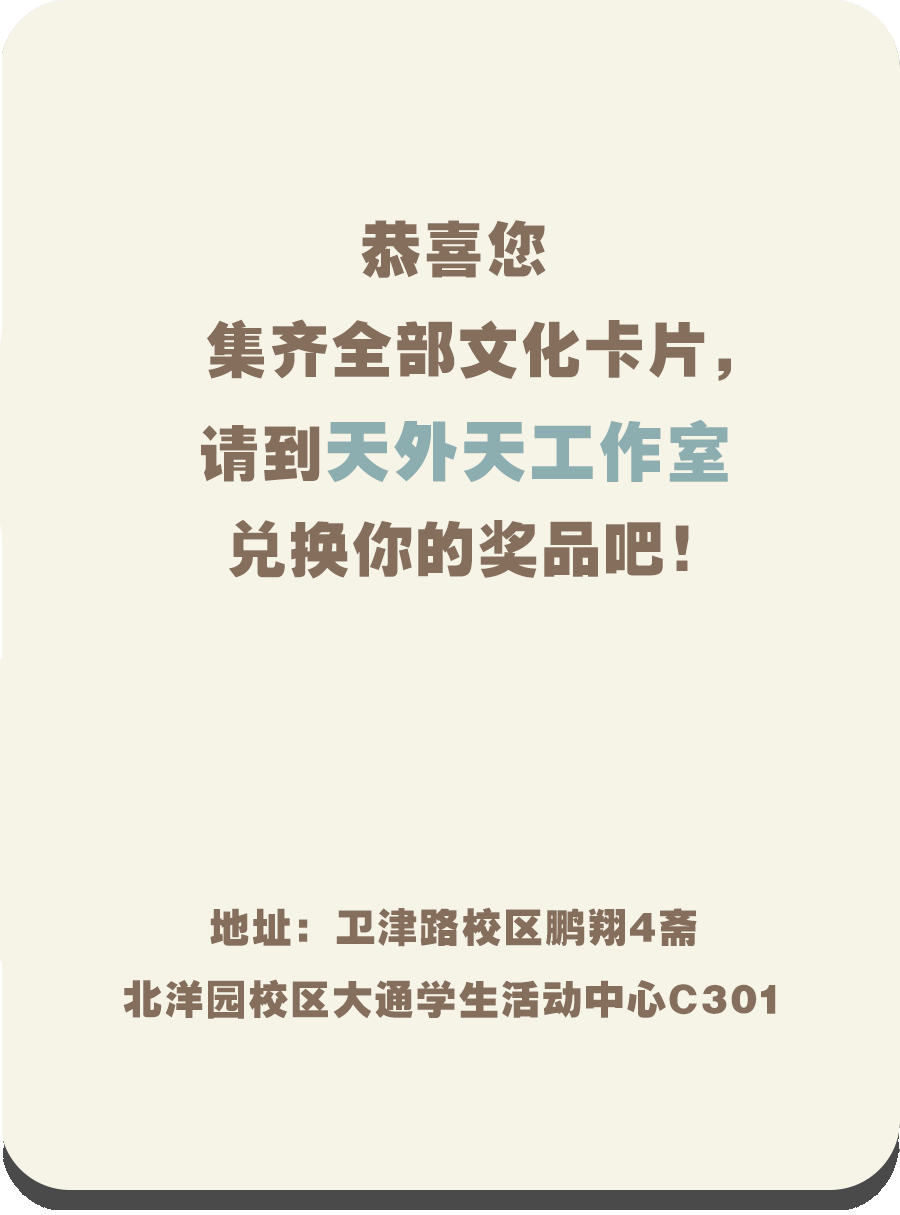 恭喜您
集齐全部文化卡片，
请到天外天工作室
兑换你的奖品吧！
地址：卫津路校区鹏翔4斋
北洋园校区大通学生活动中心C301